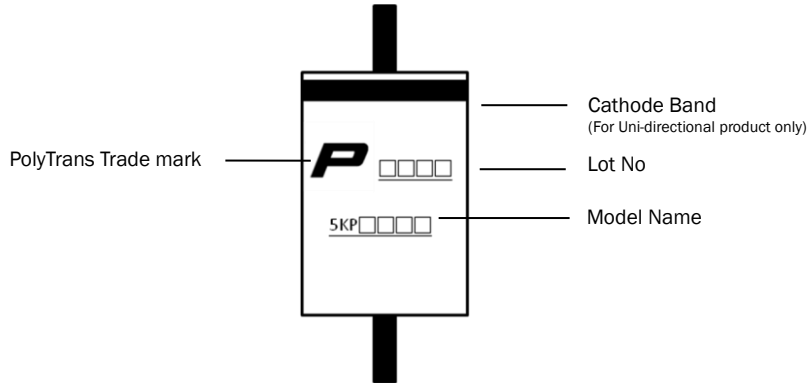 Cathode Band
(For Uni-directional product only)
PolyTrans Trade mark
P
□□□□
Lot No
5KP□□□□
Model Name